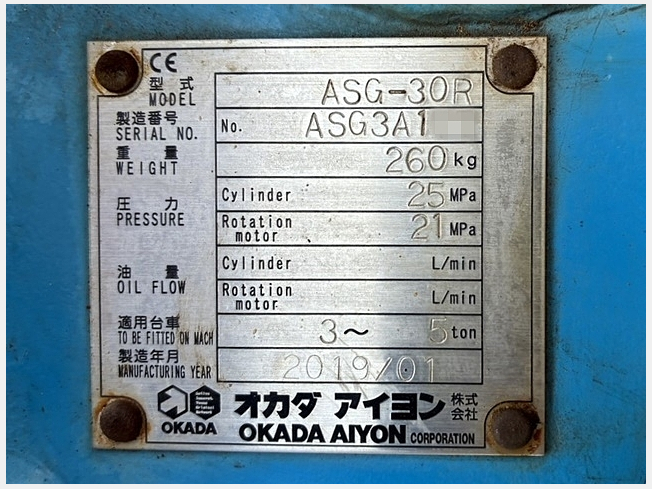 CE
型式 MODEL ASG-30R
製造番号 SERIAL NO. No. ASG3A1
重量 WEIGHT 260kg
圧力 PRESSURE
Cylinder 25 MPa
Rotation motor 21 MPa
油量 OIL FLOW
Cylinder L/min
Rotation motor L/min
適用台車 TO BE FITTED ON MACH 3～ 5 ton
製造年月 MANUFACTURING YEAR 2019/01
OKADA
オカダ アイヨン 株式会社
OKADA AIYON CORPORATION